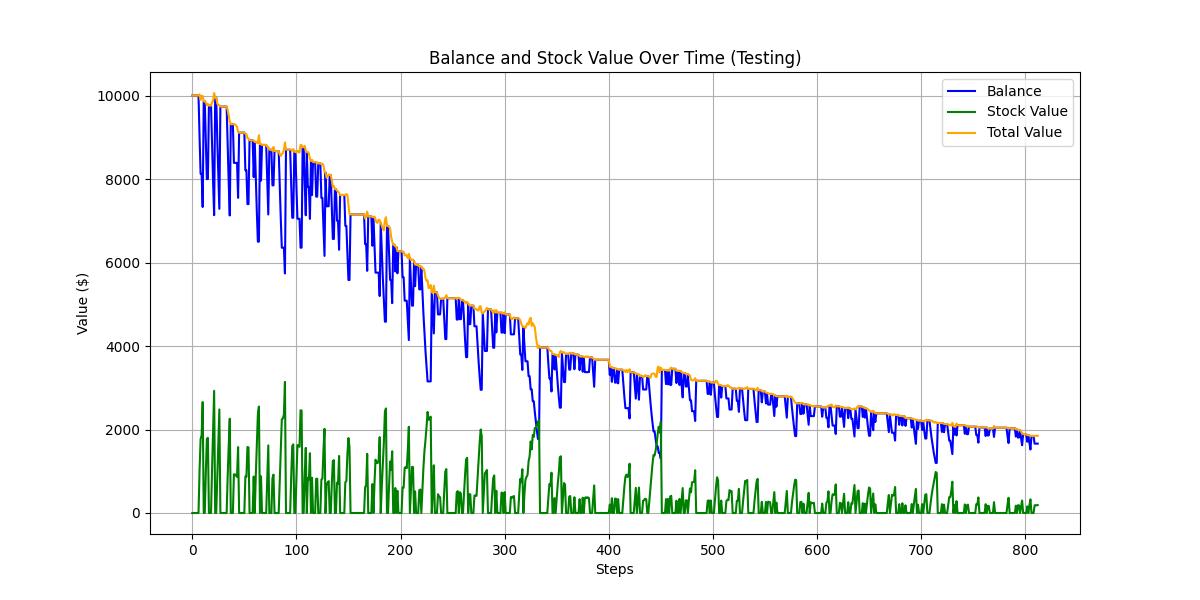 Balance and Stock Value Over Time (Testing)
Balance
Stock Value
Total Value
Value ($)
10000
8000
6000
4000
2000
0
0 100 200 300 400 500 600 700 800
Steps